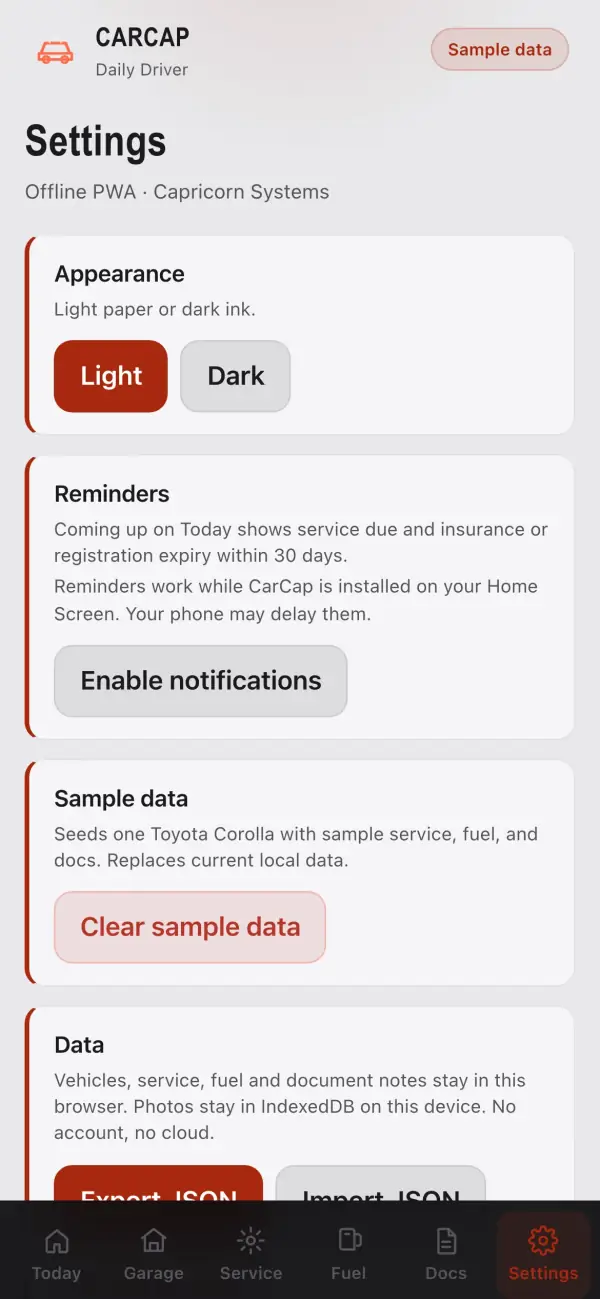 CARCAP
Daily Driver
Sample data
Settings
Offline PWA · Capricorn Systems
Appearance
Light paper or dark ink.
Light
Dark
Reminders
Coming up on Today shows service due and insurance or
registration expiry within 30 days.
Reminders work while CarCap is installed on your Home
Screen. Your phone may delay them.
Enable notifications
Sample data
Seeds one Toyota Corolla with sample service, fuel, and
docs. Replaces current local data.
Clear sample data
Data
Vehicles, service, fuel and document notes stay in this
browser. Photos stay in IndexedDB on this device. No
account, no cloud.
Export JSON
Import JSON
Today
Garage
Service
Fuel
Docs
Settings